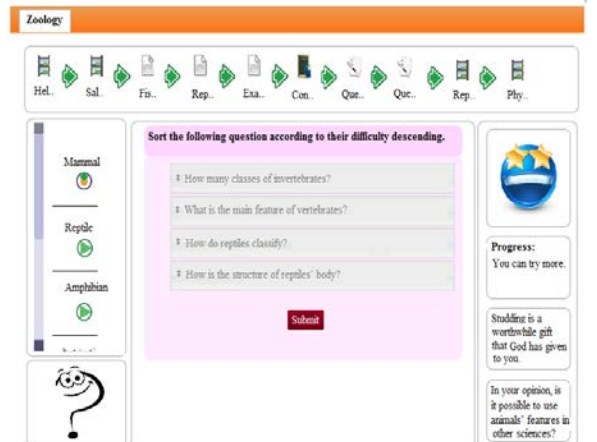 Zoology
Hel.. Sal.. Fis.. Rep.. Exa.. Con.. Que.. Que.. Rep.. Phy..
Mammal
Reptile
Amphibian
Sort the following question according to their difficulty descending.
How many classes of invertebrates?
What is the main feature of vertebrates?
How do reptiles classify?
How is the structure of reptiles' body?
Submit
Progress:
You can try more.
Studding is a
worthwhile gift
that God has given
to you.
In your opinion, is
it possible to use
animals' features in
other sciences?